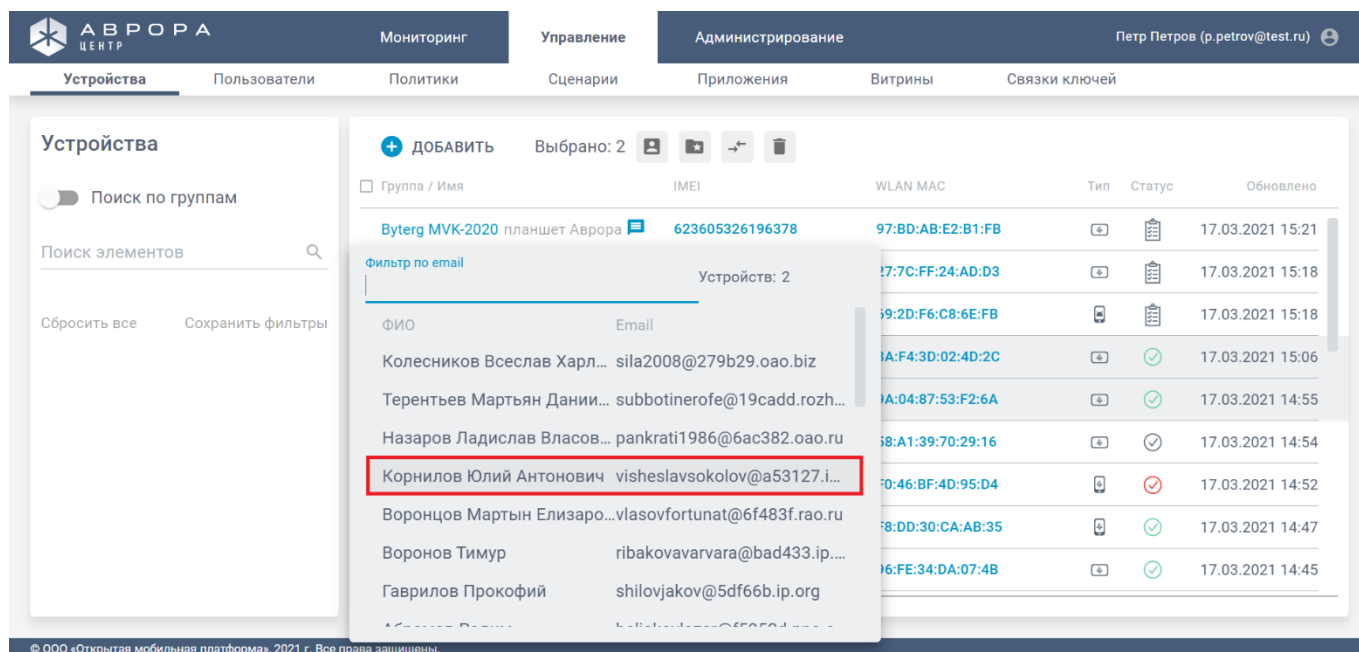 АВРОРА
ЦЕНТР
Мониторинг Управление Администрирование Петр Петров (p.petrov@test.ru)
Устройства Пользователи Политики Сценарии Приложения Витрины Связки ключей
Устройства
Поиск по группам
Поиск элементов
Сбросить все Сохранить фильтры
ДОБАВИТЬ Выбрано: 2
Группа / Имя IMEI WLAN MAC Тип Статус Обновлено
Byterg MVK-2020 планшет Аврора 623605326196378 97:BD:AB:E2:B1:FB 17.03.2021 15:21
27:7C:FF:24:AD:D3 17.03.2021 15:18
69:2D:F6:C8:6E:FB 17.03.2021 15:18
:F4:3D:02:4D:2C 17.03.2021 15:06
:04:87:53:F2:6A 17.03.2021 14:55
58:A1:39:70:29:16 17.03.2021 14:54
F0:46:BF:4D:95:D4 17.03.2021 14:52
F8:DD:30:CA:AB:35 17.03.2021 14:47
96:FE:34:DA:07:4B 17.03.2021 14:45
Фильтр по email
Устройств: 2
ФИО Email
Колесников Всеслав Харл... sila2008@279b29.oao.biz
Терентьев Мартьян Дании... subbotinerofe@19cadd.rozh...
Назаров Ладислав Власов... pankrati1986@6ac382.oao.ru
Корнилов Юлий Антонович visheslavsokolov@a53127.i...
Воронцов Мартын Елизаро... vlasovfortunat@6f483f.rao.ru
Воронов Тимур ribakovavarvara@bad433.ip....
Гаврилов Прокофий shilovjakov@5df66b.ip.org
© ООО «Открытая мобильная платформа», 2021 г. Все права защищены.